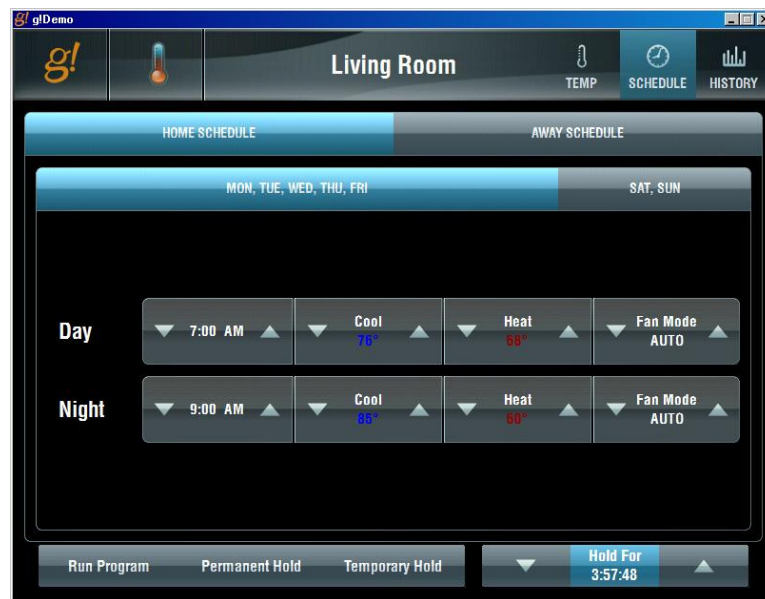 g! g!Demo
g!
Living Room
TEMP
SCHEDULE
HISTORY
HOME SCHEDULE
AWAY SCHEDULE
MON, TUE, WED, THU, FRI
SAT, SUN
Day
7:00 AM
Cool
76°
Heat
68°
Fan Mode
AUTO
Night
9:00 AM
Cool
85°
Heat
60°
Fan Mode
AUTO
Run Program
Permanent Hold
Temporary Hold
Hold For
3:57:48